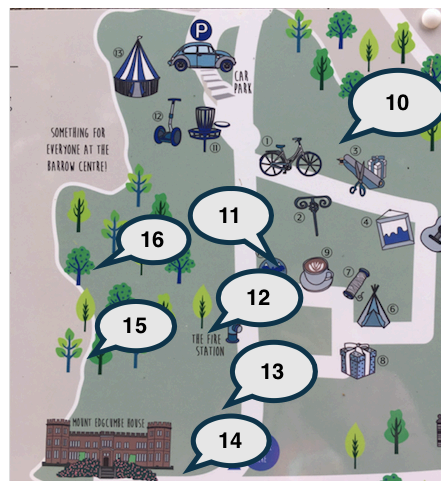 P
⑬
CAR
PARK
10
⑫
⑪
SOMETHING FOR
EVERYONE AT THE
BARROW CENTRE!
①
③
②
④
11
16
⑨
⑦
12
⑥
15
THE FIRE
STATION
13
⑧
MOUNT EDGCUMBE HOUSE
14